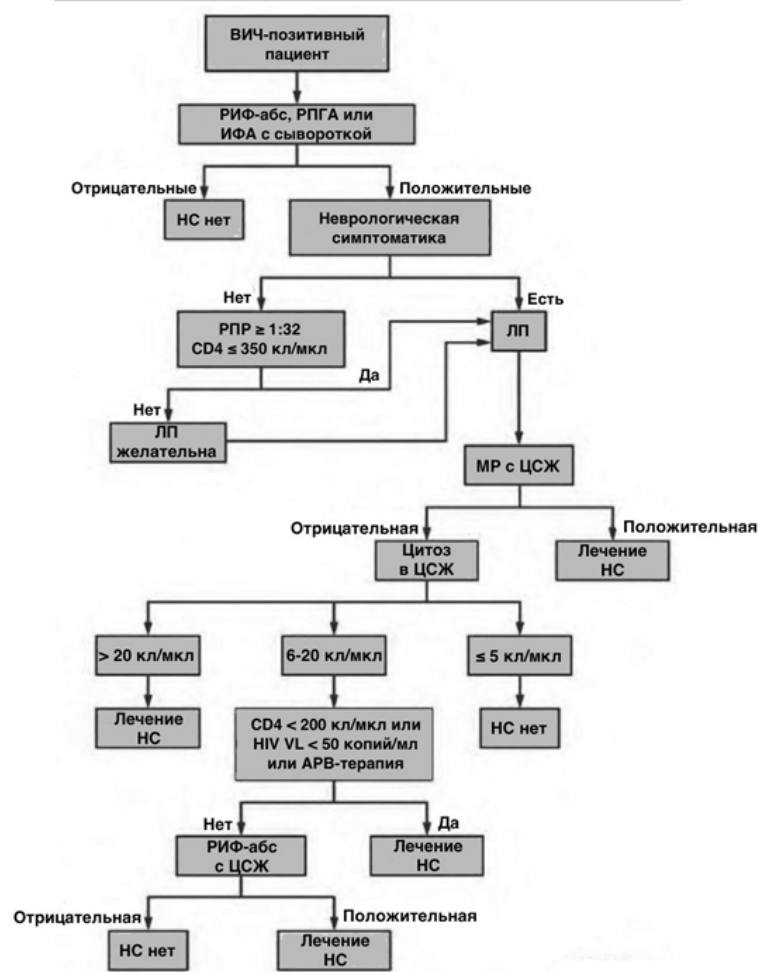 ВИЧ-позитивный
пациент
РИФ-абс, РПГА или
ИФА с сывороткой
Отрицательные
Положительные
НС нет
Неврологическая
симптоматика
Нет
Есть
РПР ≥ 1:32
CD4 ≤ 350 кл/мкл
ЛП
Да
Нет
ЛП
желательна
МР с ЦСЖ
Отрицательная
Положительная
Цитоз
в ЦСЖ
Лечение
НС
> 20 кл/мкл
6-20 кл/мкл
≤ 5 кл/мкл
Лечение
НС
CD4 < 200 кл/мкл или
HIV VL < 50 копий/мл
или АРВ-терапия
НС нет
Нет
Да
РИФ-абс
с ЦСЖ
Лечение
НС
Отрицательная
Положительная
НС нет
Лечение
НС